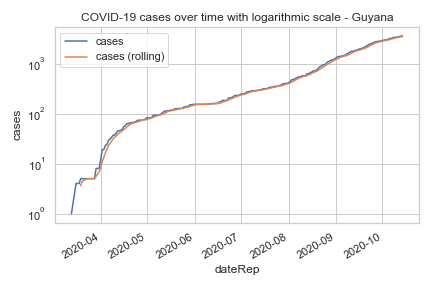 COVID-19 cases over time with logarithmic scale - Guyana
cases
cases (rolling)
cases
10³
10²
10¹
10⁰
2020-04
2020-05
2020-06
2020-07
2020-08
2020-09
2020-10
dateRep